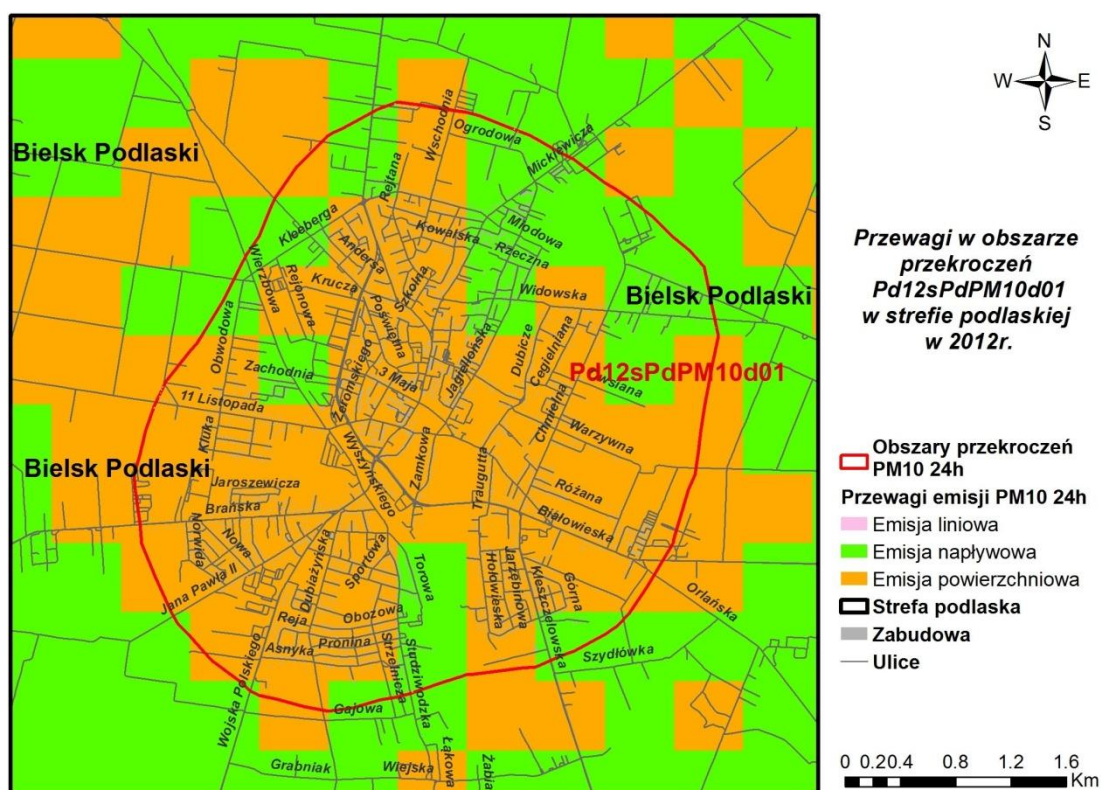 N
W
E
S
Przewagi w obszarze
przekroczeń
Pd12sPdPM10d01
w strefie podlaskiej
w 2012r.
Obszary przekroczeń
PM10 24h
Przewagi emisji PM10 24h
Emisja liniowa
Emisja napływowa
Emisja powierzchniowa
Strefa podlaska
Zabudowa
Ulice
0 0.20.4 0.8 1.2 1.6
Km
Bielsk Podlaski
Bielsk Podlaski
Bielsk Podlaski
Pd12sPdPM10d01
Wschodnia
Ogrodowa
Mickiewicza
Rejtana
Kleeberga
Kowalska
Młodowa
Rzeczna
Andersa
Wierzbowa
Rejonowa
Krucza
Szkolna
Widowska
Poświętna
Obwodowa
Zachodnia
Jagiellońska
Dubicze
Cegielniana
3 Maja
Żeromskiego
11 Listopada
Chmielna
Warzywna
Kluka
Wyszyńskiego
Zamkowa
Traugutta
Jaroszewicza
Różana
Brańska
Białowieska
Norwida
Nowa
Dubiażyńska
Sportowa
Torowa
Hołowieska
Jarzębinowa
Kleszczelowska
Górna
Orlańska
Jana Pawła II
Reja
Obozowa
Asnyka
Pronina
Strzelnicza
Studziwodzka
Szydłówka
Wojska Polskiego
Gajowa
Grabniak
Wiejska
Łąkowa
Żabia